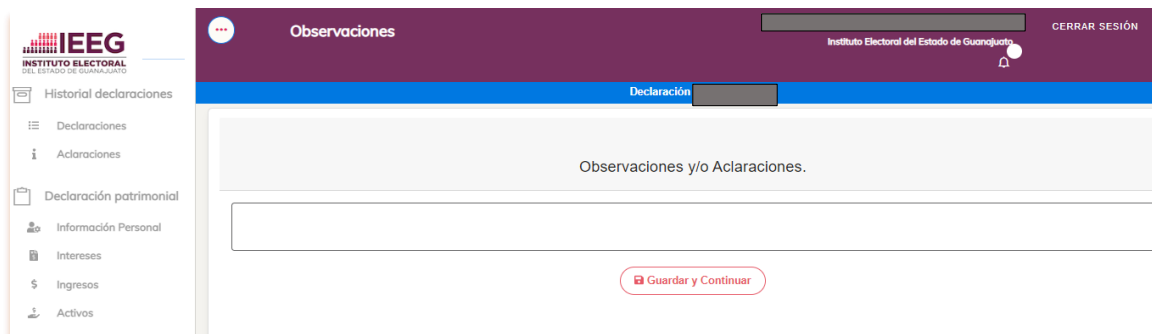 IEEG
INSTITUTO ELECTORAL
DEL ESTADO DE GUANAJUATO
Historial declaraciones
Declaraciones
Aclaraciones
Declaración patrimonial
Información Personal
Intereses
Ingresos
Activos
Observaciones
Instituto Electoral del Estado de Guanajuato
CERRAR SESIÓN
Declaración
Observaciones y/o Aclaraciones.
Guardar y Continuar